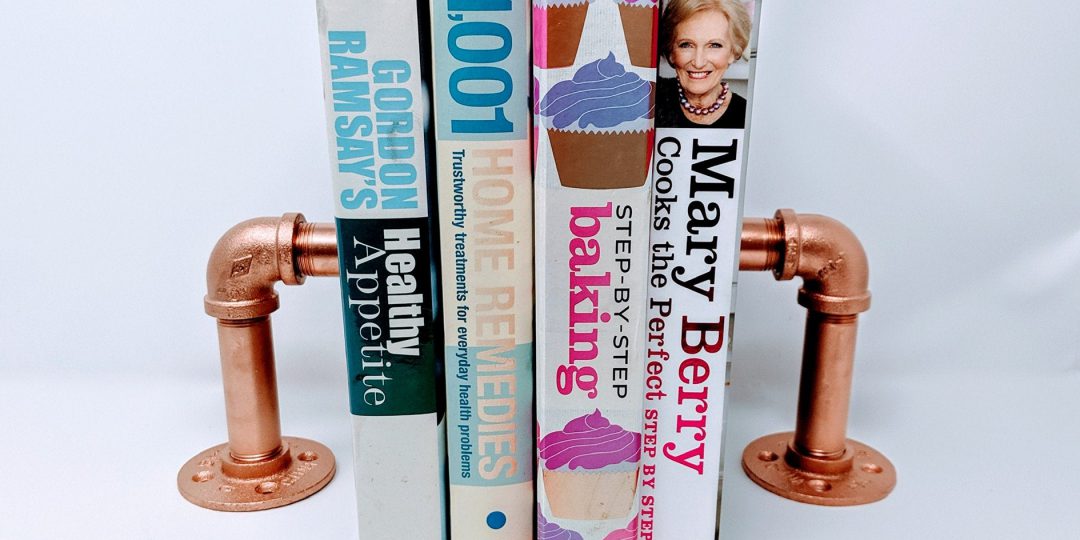 GORDON
RAMSAY'S
Healthy
Appetite
1,001
HOME REMEDIES
Trustworthy treatments for everyday health problems
STEP-BY-STEP
baking
Mary Berry
Cooks the Perfect STEP BY STEP